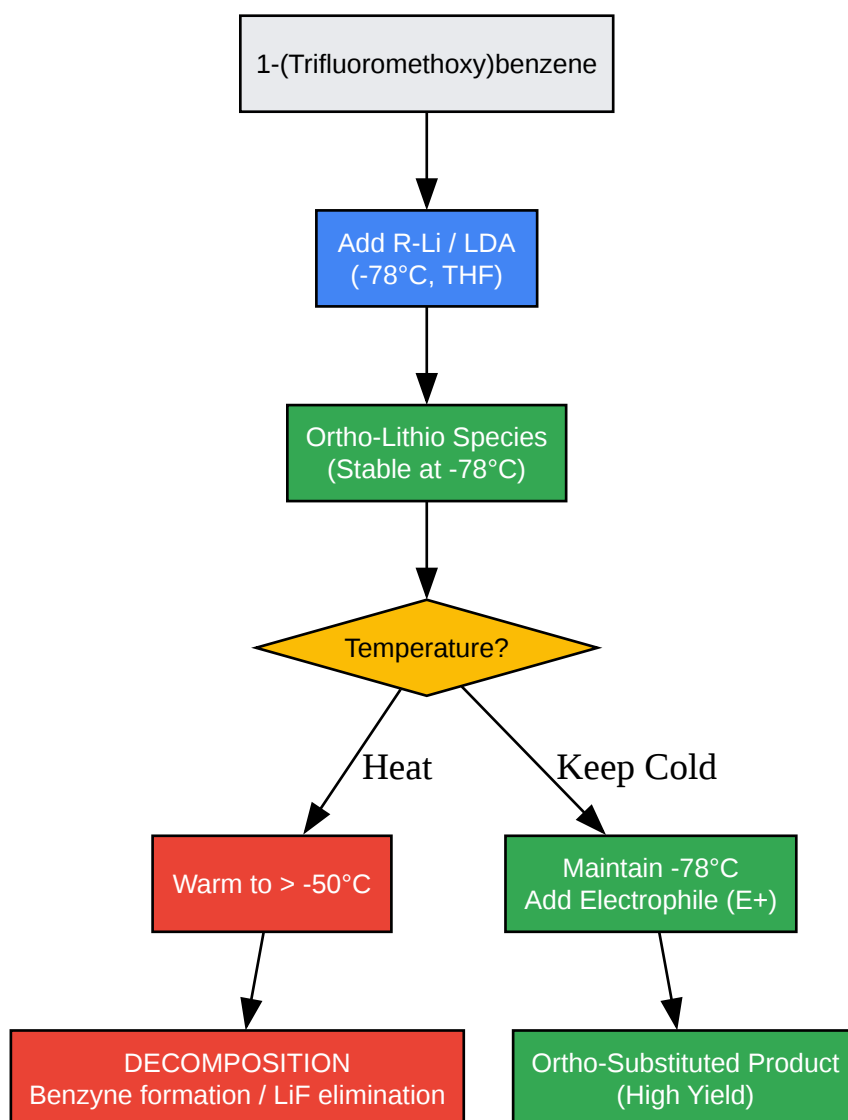 1-(Trifluoromethoxy)benzene
Add R-Li / LDA
(-78°C, THF)
Ortho-Lithio Species
(Stable at -78°C)
Temperature?
Heat
Keep Cold
Warm to > -50°C
Maintain -78°C
Add Electrophile (E+)
DECOMPOSITION
Benzyne formation / LiF elimination
Ortho-Substituted Product
(High Yield)